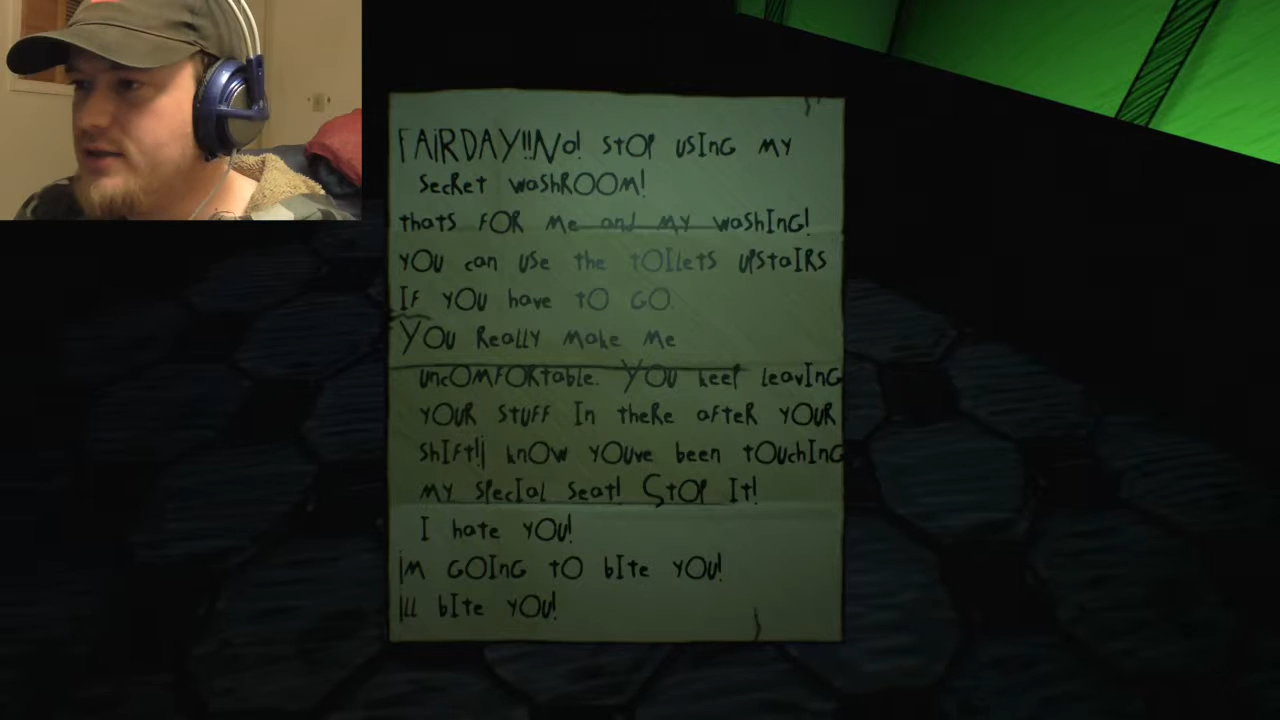 FAiRDAY!!No! StOP USInG MY
SecRet WashROOM!
thatS FOR Me and MY WashIng!
YOU can USe the tOILetS UPStaIRS
IF YOU have tO GO.
YOU ReaLLY Make Me
UncOMFORtabLe. YOU keeP LeavIng
YOUR StUFF In theRe aFteR YOUR
ShIFt!i knOW YOUve been tOUchIng
MY SPecIaL Seat! StOP It!
I hate YOU!
iM GOIng tO bIte YOU!
iLL bIte YOU!